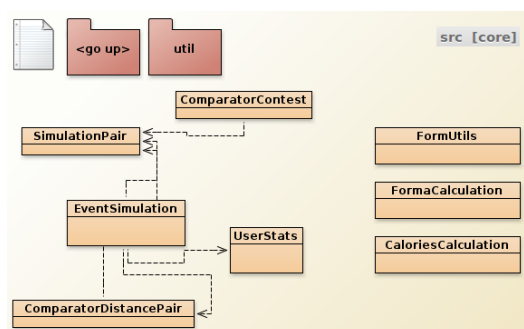 <go up>
util
src [core]
ComparatorContest
SimulationPair
FormUtils
FormaCalculation
EventSimulation
UserStats
CaloriesCalculation
ComparatorDistancePair